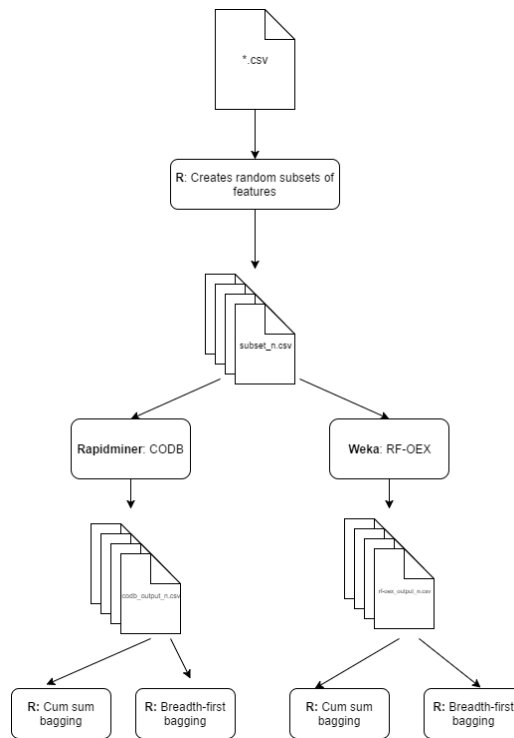 *.csv
R: Creates random subsets of
features
subset_n.csv
Rapidminer: CODB
Weka: RF-OEX
codb_output_n.csv
rf-oex_output_n.csv
R: Cum sum
bagging
R: Breadth-first
bagging
R: Cum sum
bagging
R: Breadth-first
bagging